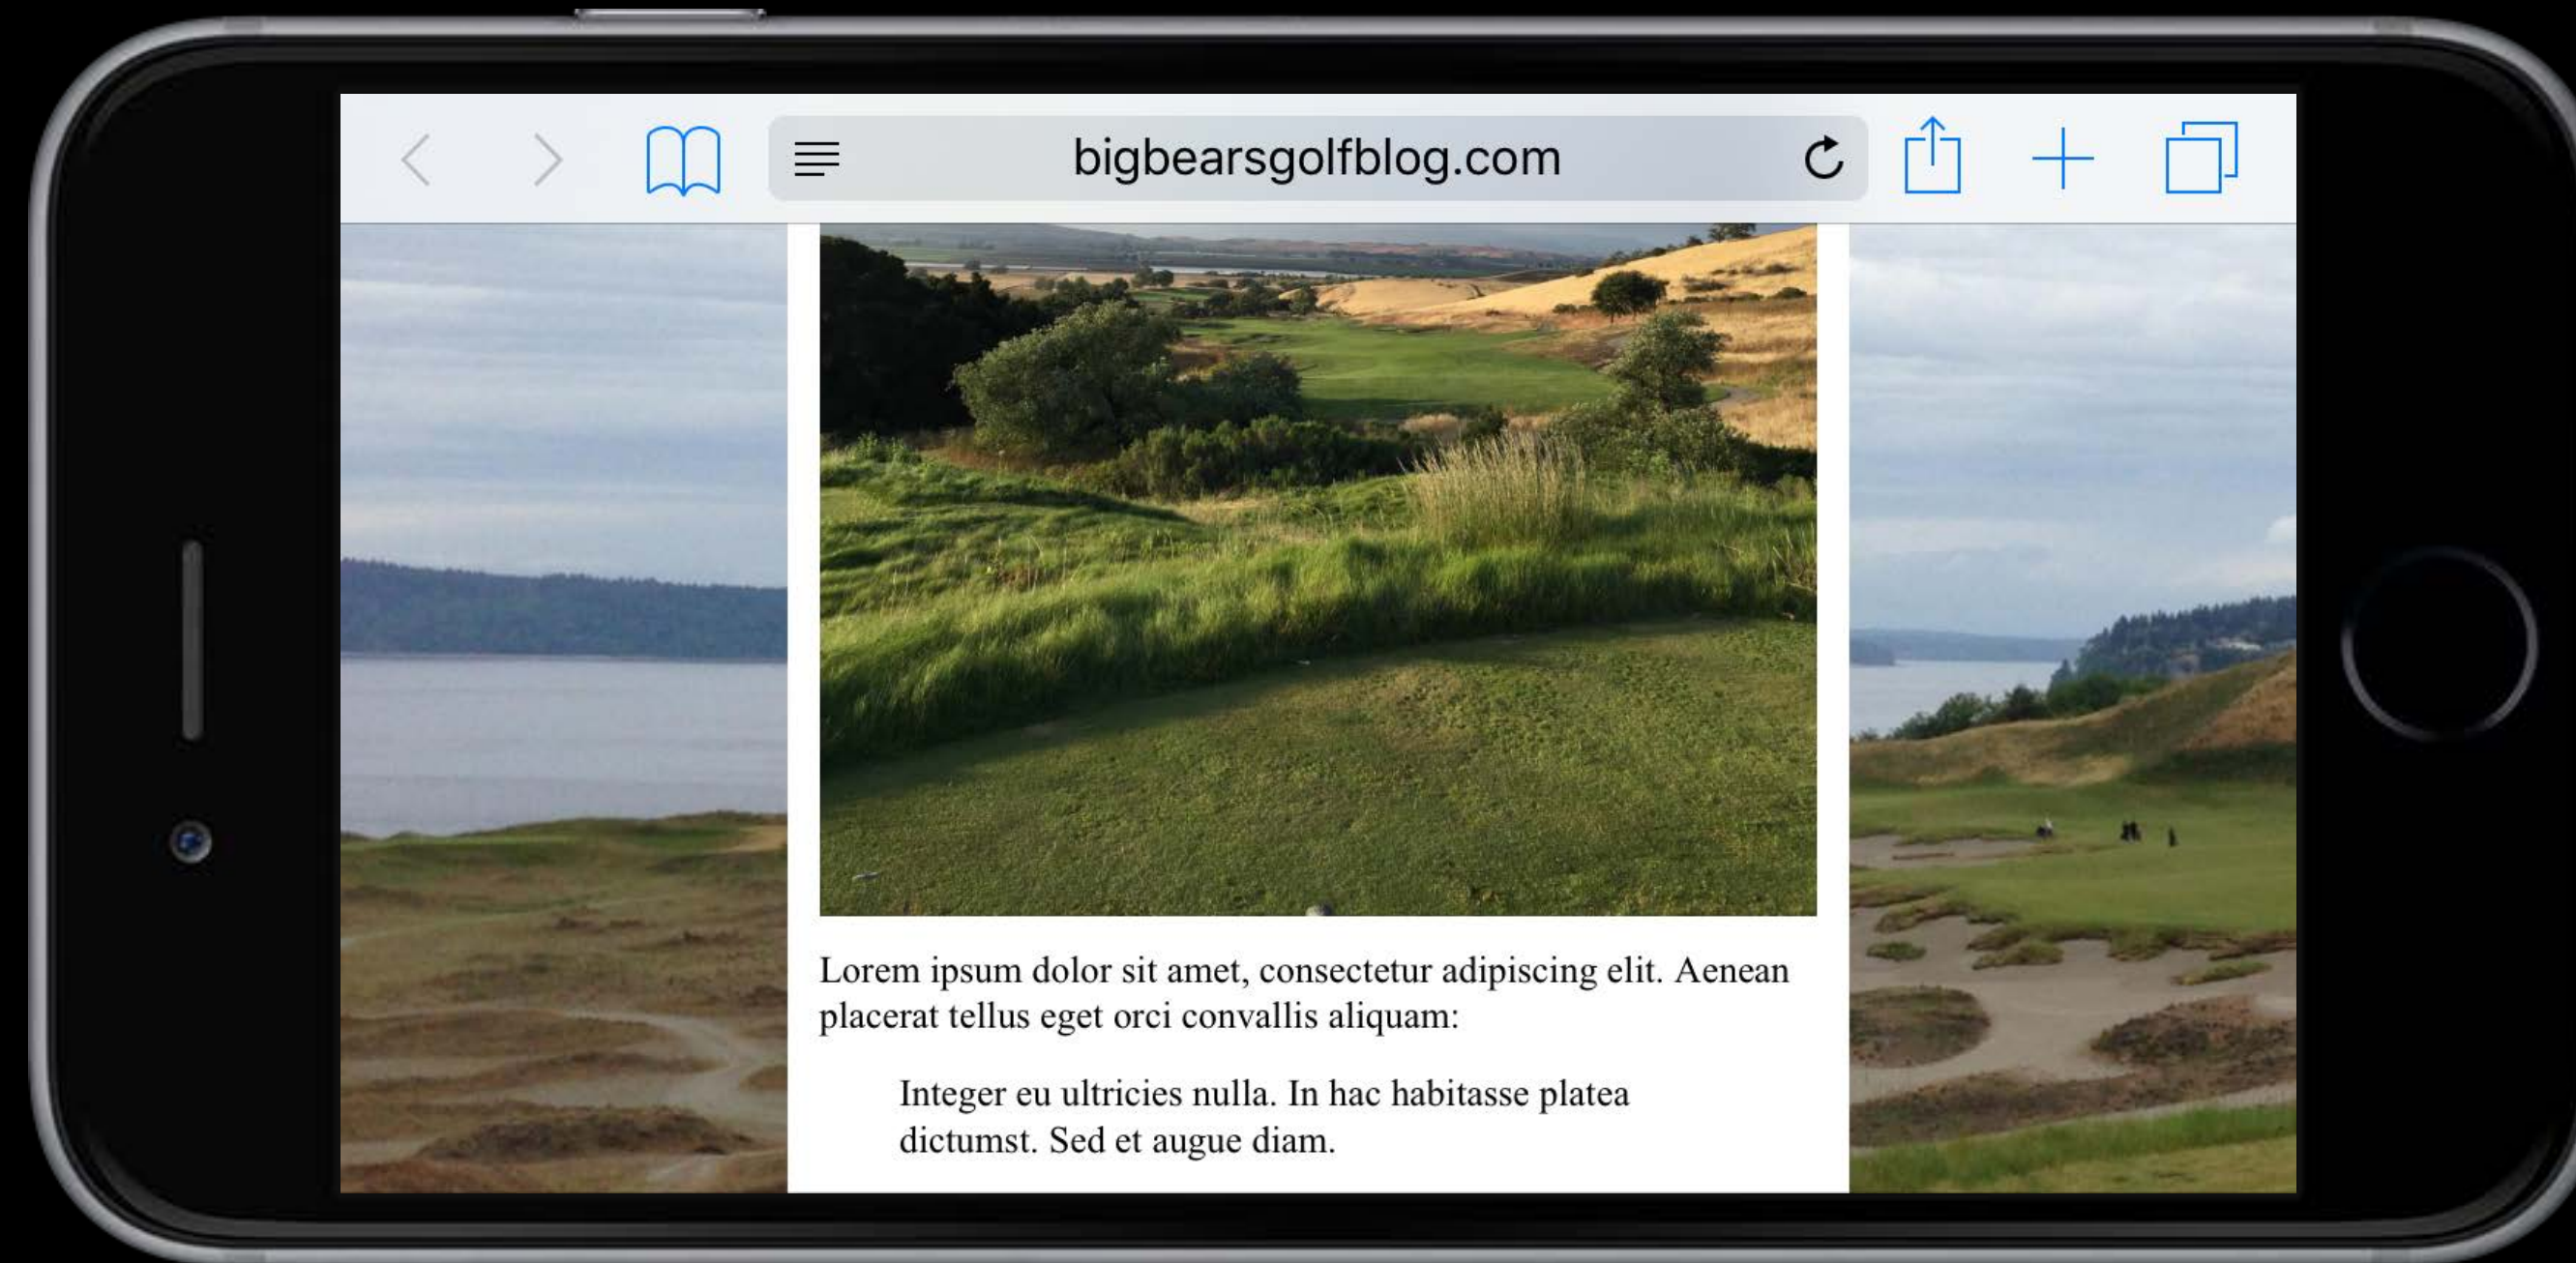 bigbearsgolfblog.com
Lorem ipsum dolor sit amet, consectetur adipiscing elit. Aenean
placerat tellus eget orci convallis aliquam:
Integer eu ultricies nulla. In hac habitasse platea
dictumst. Sed et augue diam.